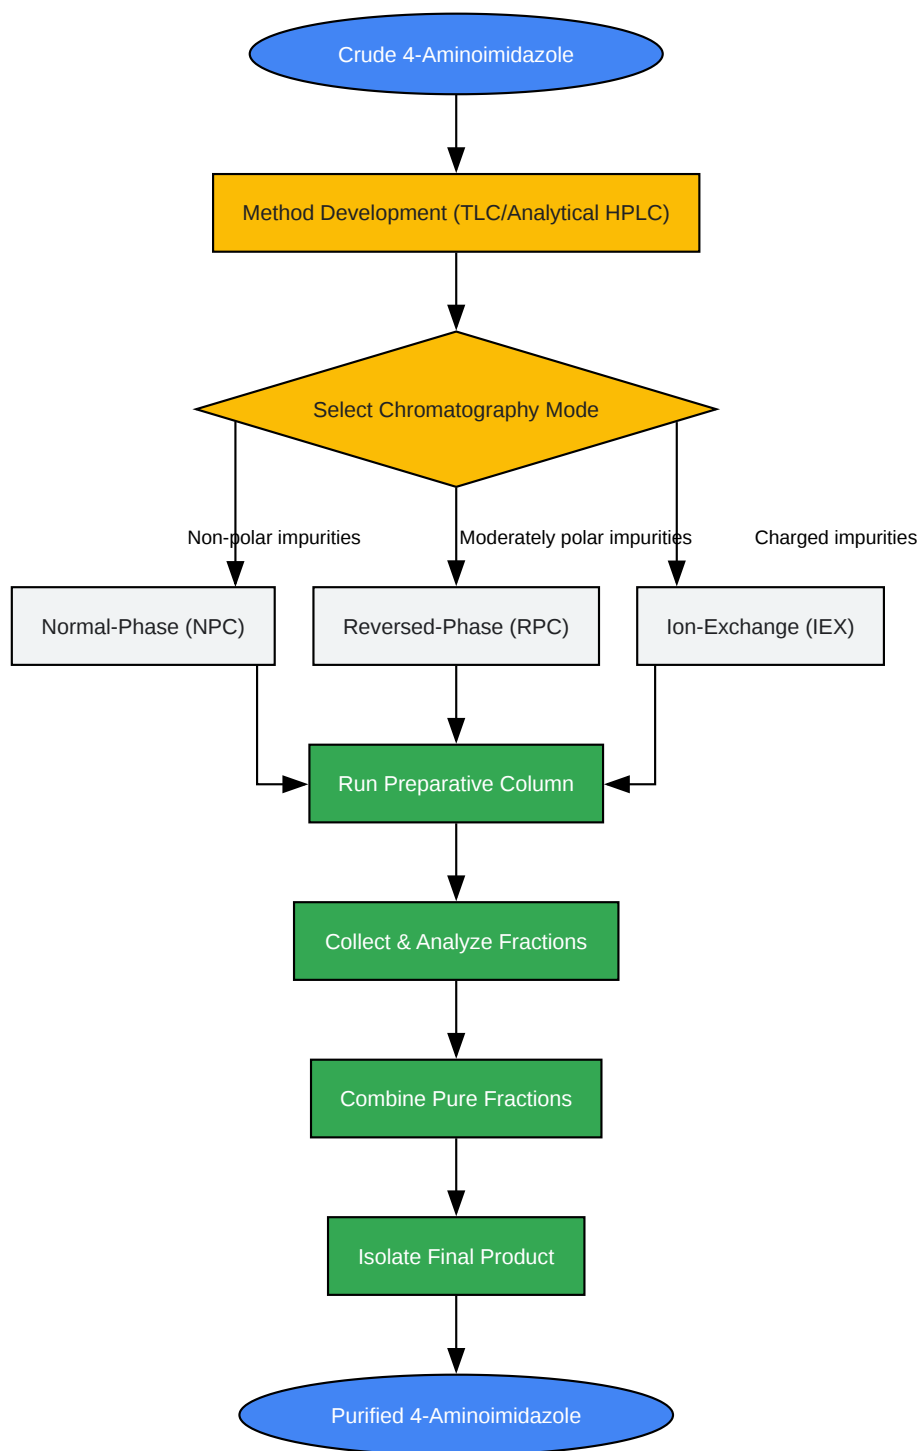 Crude 4-Aminoimidazole
Method Development (TLC/Analytical HPLC)
Select Chromatography Mode
Non-polar impurities
Moderately polar impurities
Charged impurities
Normal-Phase (NPC)
Reversed-Phase (RPC)
Ion-Exchange (IEX)
Run Preparative Column
Collect & Analyze Fractions
Combine Pure Fractions
Isolate Final Product
Purified 4-Aminoimidazole